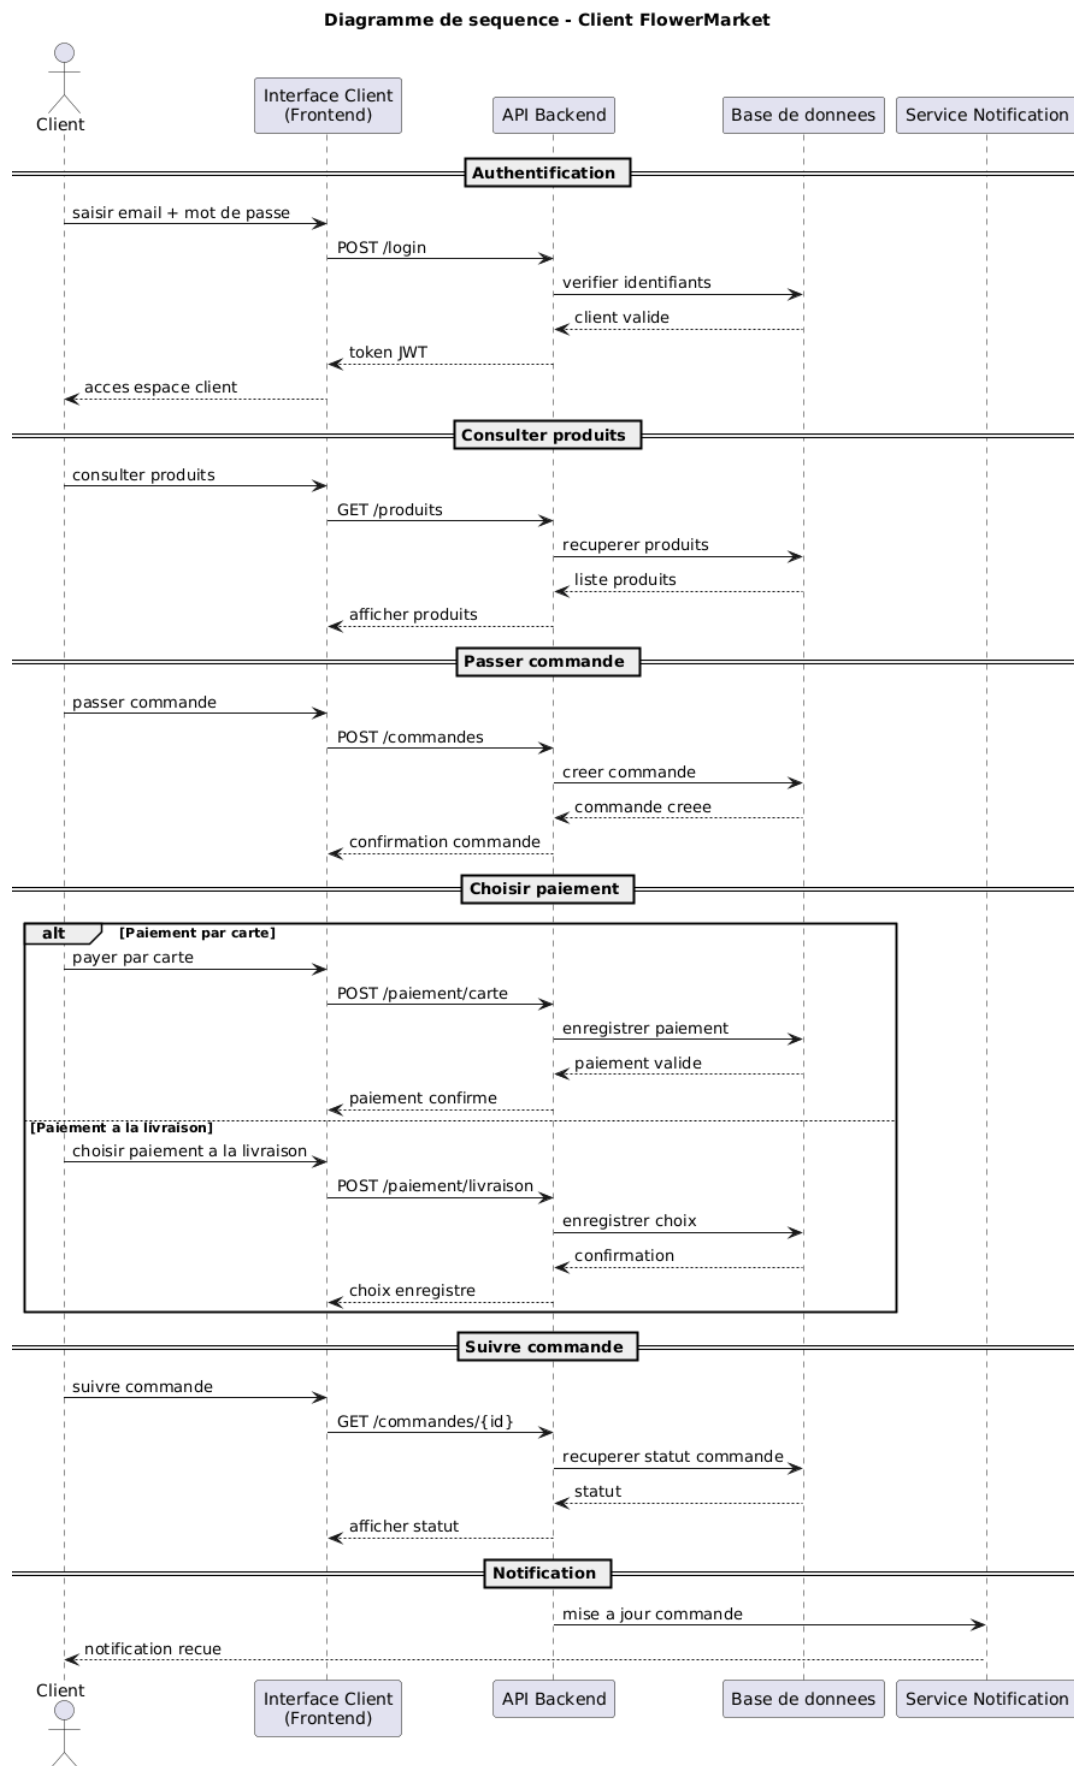 Diagramme de sequence - Client FlowerMarket
Client
Interface Client
(Frontend)
API Backend
Base de donnees
Service Notification
Authentification
saisir email + mot de passe
POST /login
verifier identifiants
client valide
token JWT
acces espace client
Consulter produits
consulter produits
GET /produits
recuperer produits
liste produits
afficher produits
Passer commande
passer commande
POST /commandes
creer commande
commande creee
confirmation commande
Choisir paiement
alt [Paiement par carte]
payer par carte
POST /paiement/carte
enregistrer paiement
paiement valide
paiement confirme
[Paiement a la livraison]
choisir paiement a la livraison
POST /paiement/livraison
enregistrer choix
confirmation
choix enregistre
Suivre commande
suivre commande
GET /commandes/{id}
recuperer statut commande
statut
afficher statut
Notification
mise a jour commande
notification recue
Client
Interface Client
(Frontend)
API Backend
Base de donnees
Service Notification